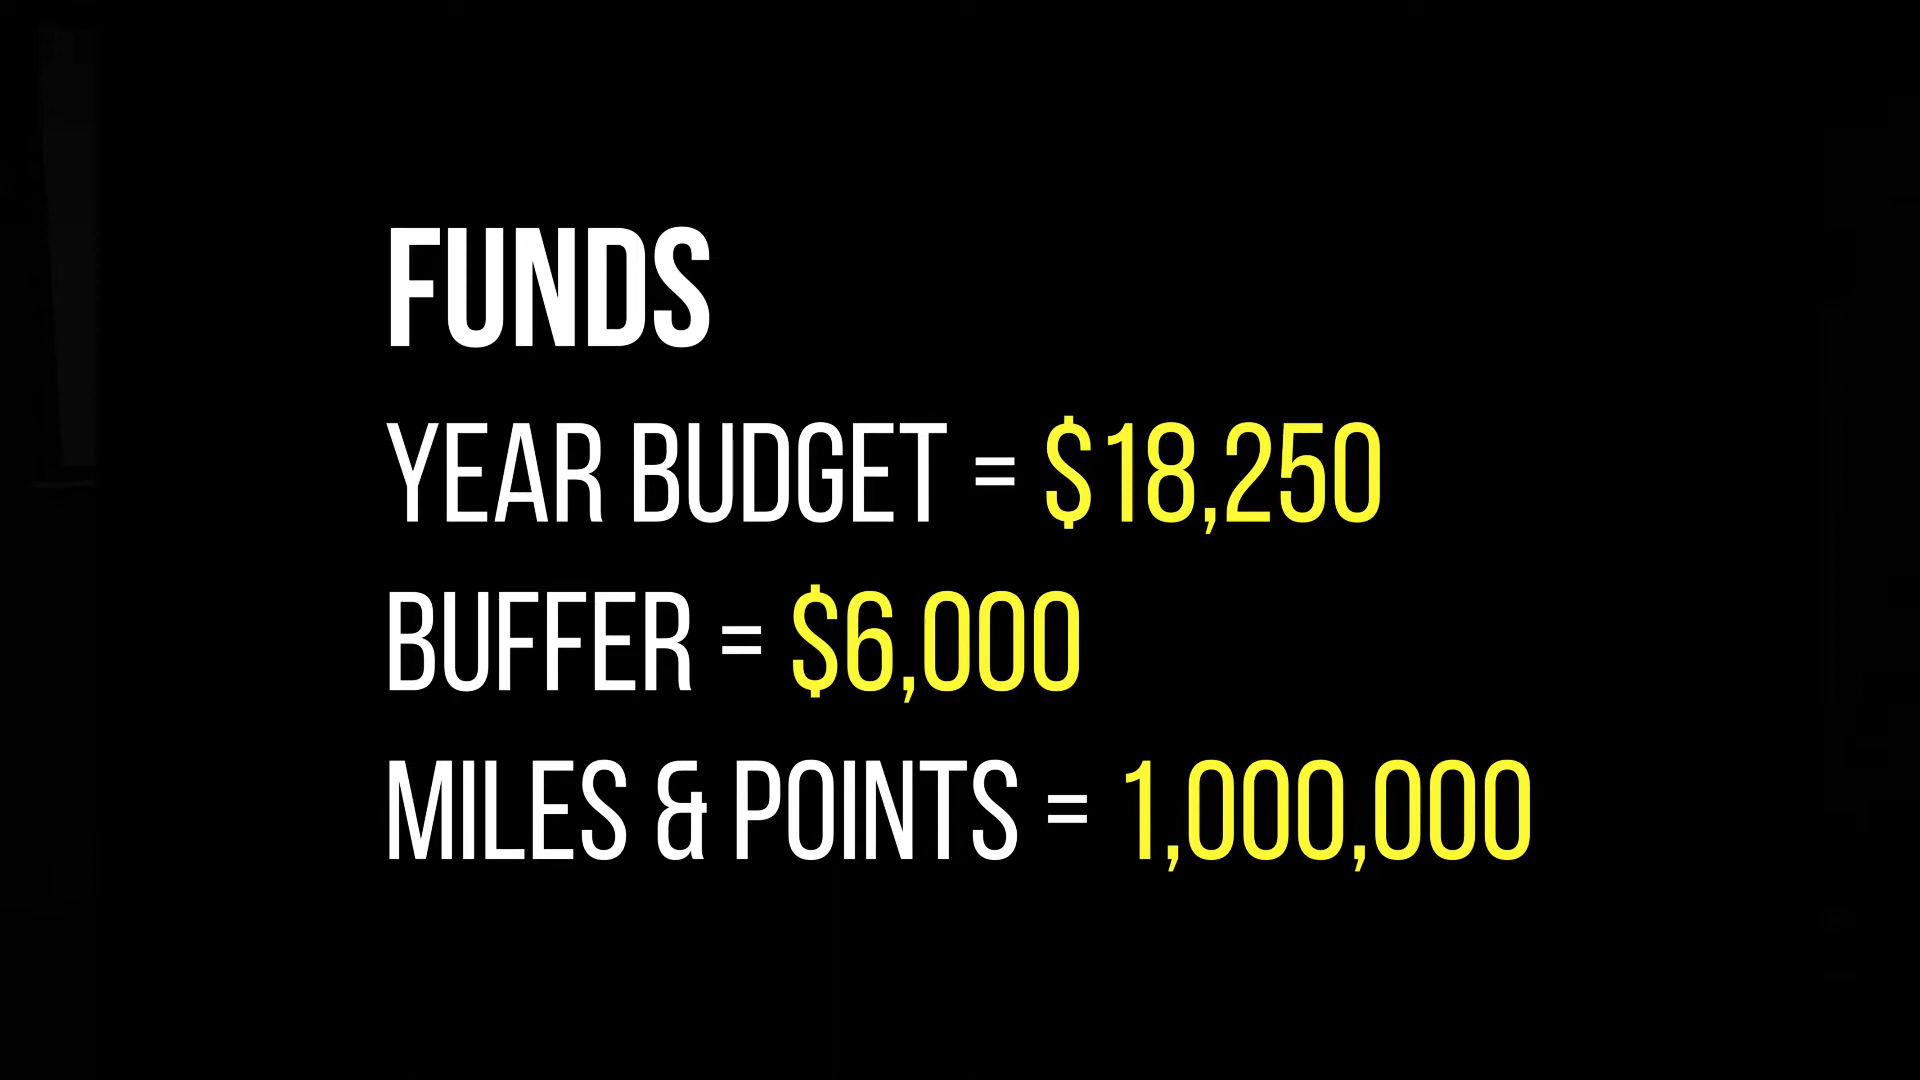 FUNDS
YEAR BUDGET = $18,250
BUFFER = $6,000
MILES & POINTS = 1,000,000